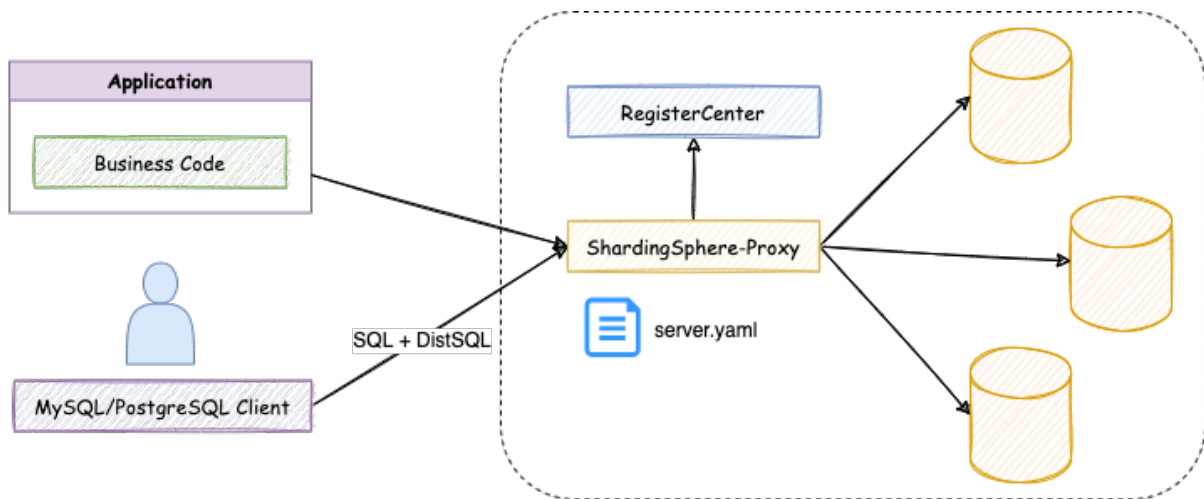 Application
Business Code
RegisterCenter
ShardingSphere-Proxy
server.yaml
SQL + DistSQL
MySQL/PostgreSQL Client